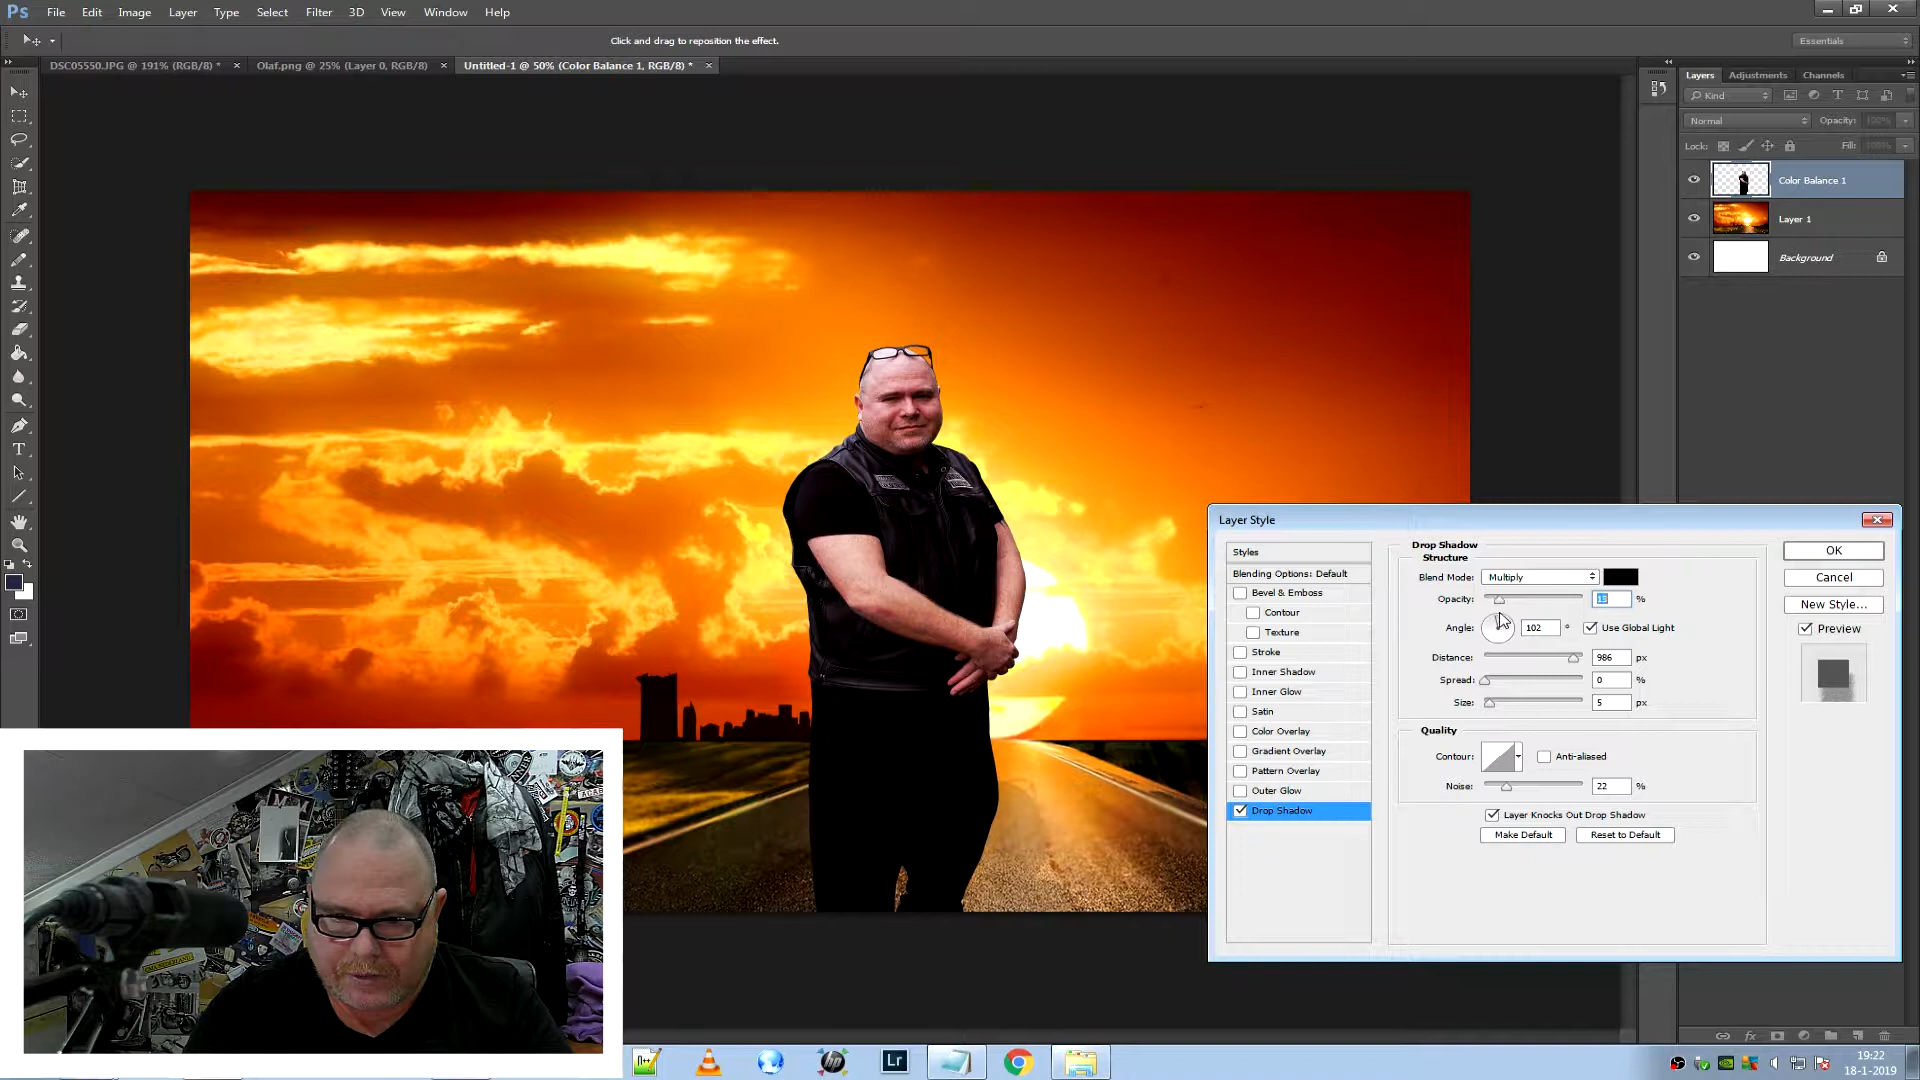 Ps File Edit Image Layer Type Select Filter 3D View Window Help
Click and drag to reposition the effect.
Essentials
DSC05550.JPG @ 191% (RGB/8) * × Olaf.png @ 25% (Layer 0, RGB/8) × Untitled-1 @ 50% (Color Balance 1, RGB/8) * ×
Layers Adjustments Channels
Kind
Normal Opacity: 100%
Lock: Fill: 100%
Color Balance 1
Layer 1
Background
Layer Style
Styles
Blending Options: Default
Bevel & Emboss
Contour
Texture
Stroke
Inner Shadow
Inner Glow
Satin
Color Overlay
Gradient Overlay
Pattern Overlay
Outer Glow
Drop Shadow
Drop Shadow
Structure
Blend Mode: Multiply
Opacity: 15 %
Angle: 102 ° Use Global Light
Distance: 986 px
Spread: 0 %
Size: 5 px
Quality
Contour: Anti-aliased
Noise: 22 %
Layer Knocks Out Drop Shadow
Make Default Reset to Default
OK
Cancel
New Style...
Preview
Lr
19:22
18-1-2019